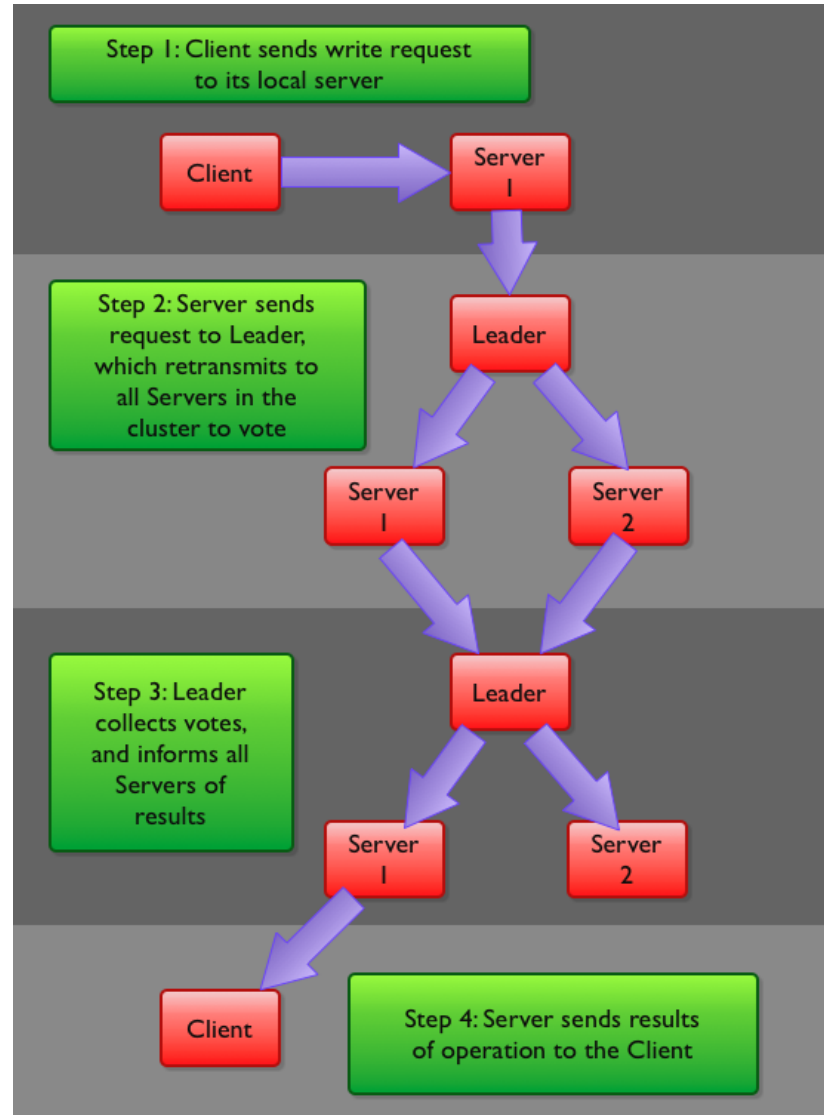 Step 1: Client sends write request
to its local server
Client
Server
1
Step 2: Server sends
request to Leader,
which retransmits to
all Servers in the
cluster to vote
Leader
Server
1
Server
2
Step 3: Leader
collects votes,
and informs all
Servers of
results
Leader
Server
1
Server
2
Client
Step 4: Server sends results
of operation to the Client